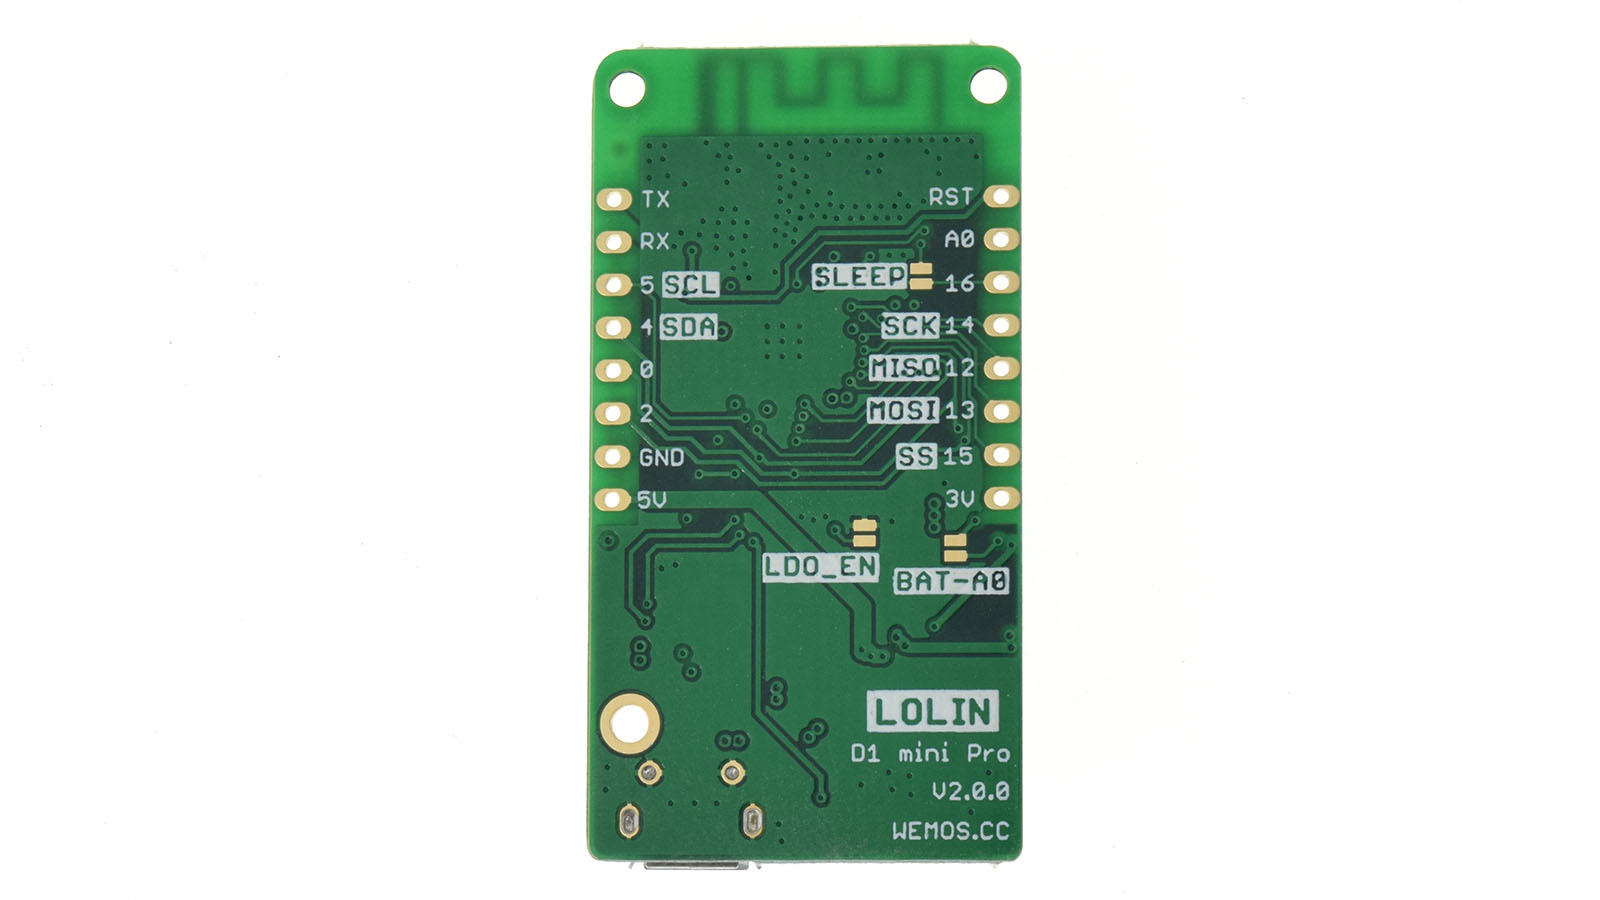 TX RST
RX A0
5 SCL SLEEP 16
4 SDA SCK 14
0 MISO 12
2 MOSI 13
GND SS 15
5V 3V
LDO_EN
BAT-A0
LOLIN
D1 mini Pro
V2.0.0
WEMOS.CC